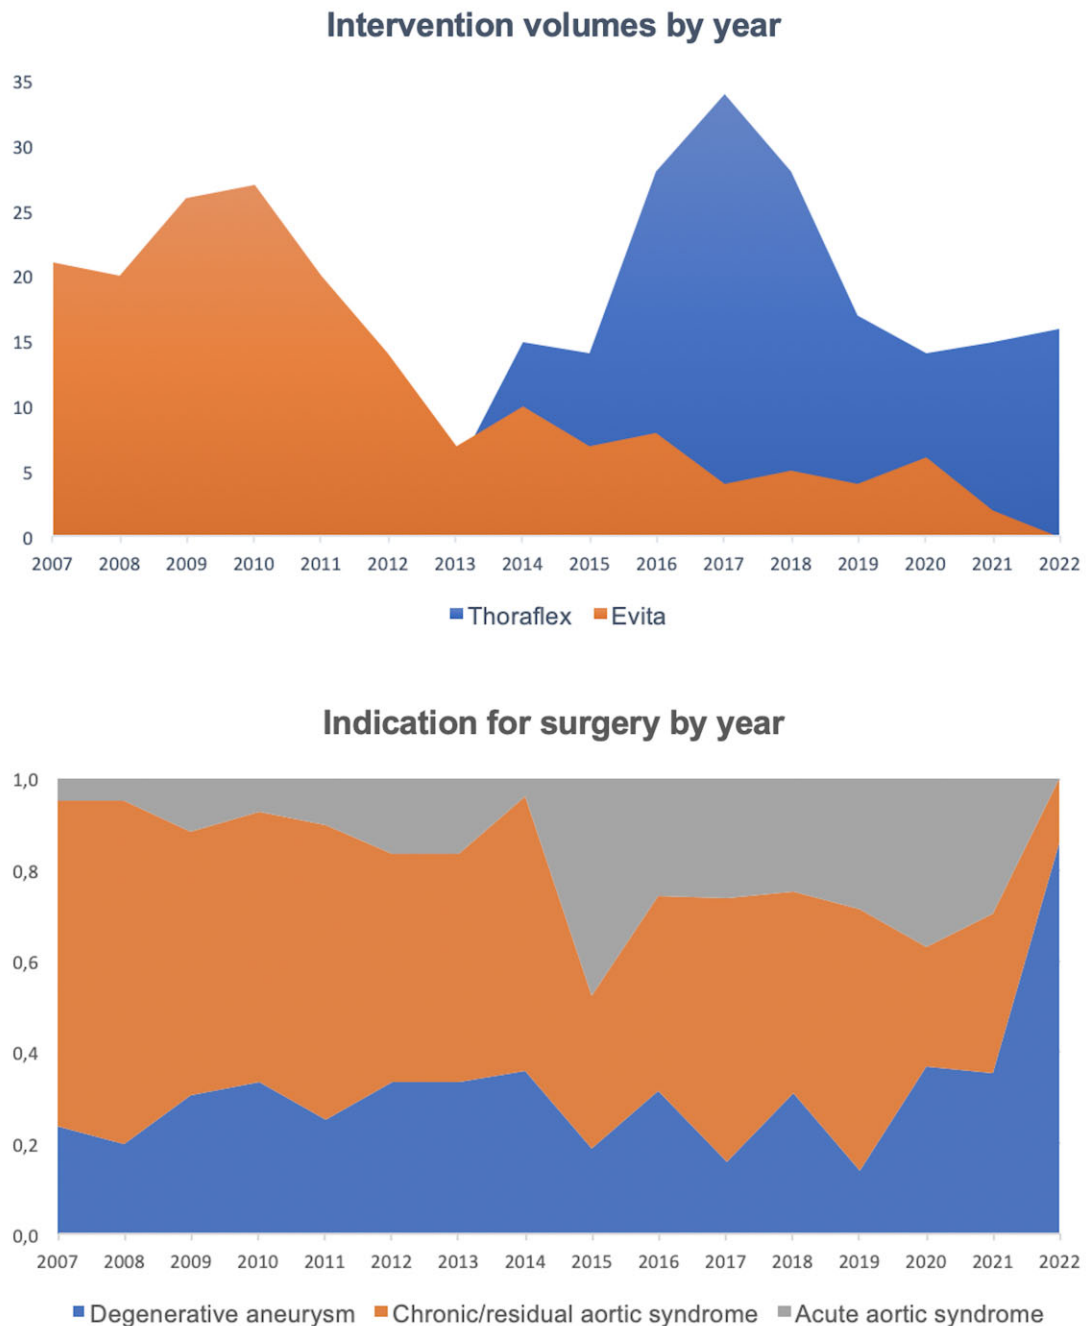 Intervention volumes by year
35
30
25
20
15
10
5
0
2007 2008 2009 2010 2011 2012 2013 2014 2015 2016 2017 2018 2019 2020 2021 2022
Thoraflex Evita
Indication for surgery by year
1,0
0,8
0,6
0,4
0,2
0,0
2007 2008 2009 2010 2011 2012 2013 2014 2015 2016 2017 2018 2019 2020 2021 2022
Degenerative aneurysm Chronic/residual aortic syndrome Acute aortic syndrome